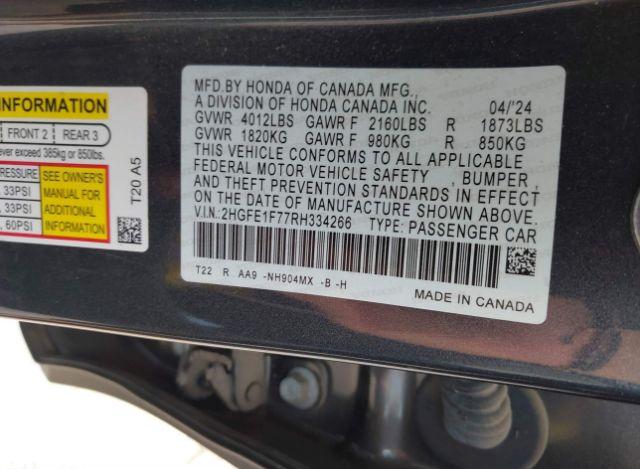 INFORMATION
FRONT 2 REAR 3
ever exceed 385kg or 850lbs.
PRESSURE SEE OWNER'S
33PSI MANUAL FOR
33PSI ADDITIONAL
60PSI INFORMATION
T20 A5
MFD.BY HONDA OF CANADA MFG.,
A DIVISION OF HONDA CANADA INC. 04/'24
GVWR 4012LBS GAWR F 2160LBS R 1873LBS
GVWR 1820KG GAWR F 980KG R 850KG
THIS VEHICLE CONFORMS TO ALL APPLICABLE
FEDERAL MOTOR VEHICLE SAFETY , BUMPER,
AND THEFT PREVENTION STANDARDS IN EFFECT
ON THE DATE OF MANUFACTURE SHOWN ABOVE.
V.I.N.:2HGFE1F77RH334266 TYPE: PASSENGER CAR
T22 R AA9 -NH904MX -B -H
MADE IN CANADA